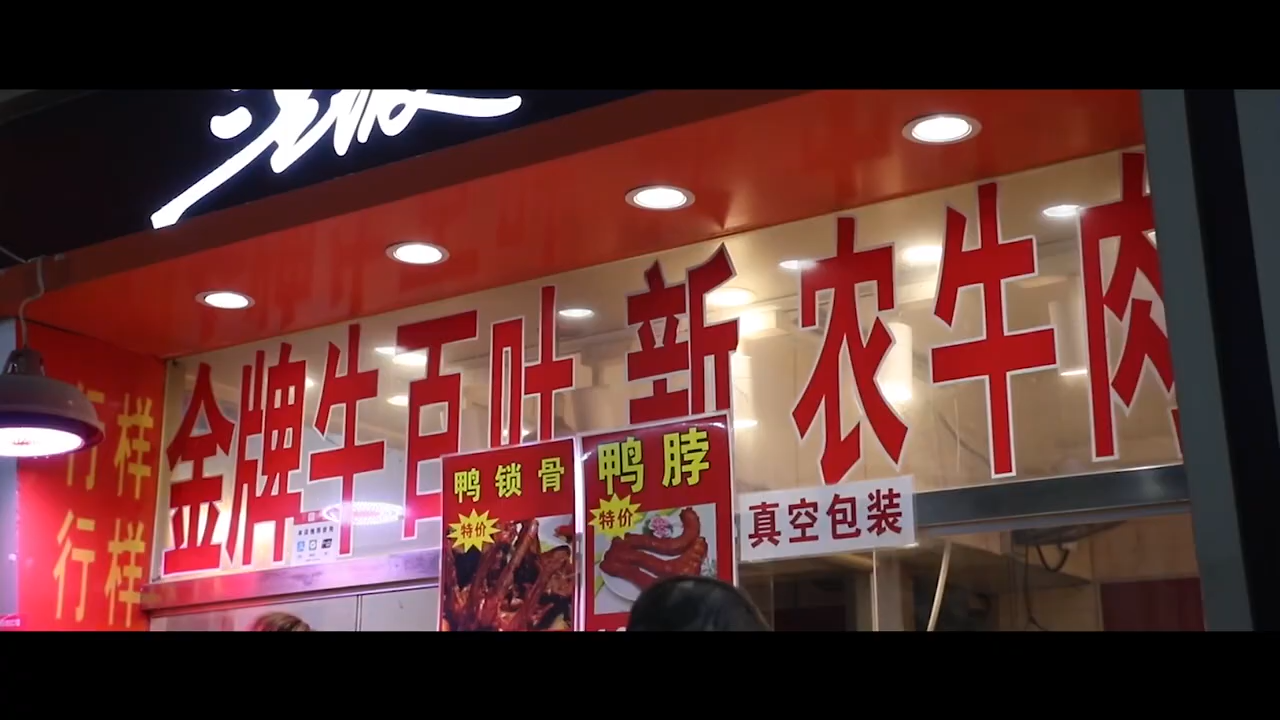 金牌牛百叶 新农牛肉
鸭锁骨
特价
鸭脖
特价
真空包装
行样
行样